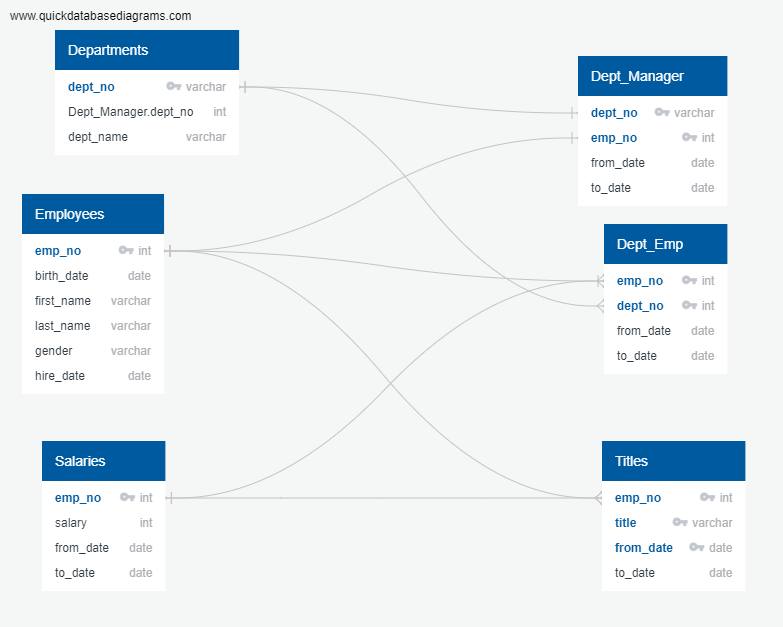 www.quickdatabasediagrams.com
Departments
dept_no varchar
Dept_Manager.dept_no int
dept_name varchar
Dept_Manager
dept_no varchar
emp_no int
from_date date
to_date date
Employees
emp_no int
birth_date date
first_name varchar
last_name varchar
gender varchar
hire_date date
Dept_Emp
emp_no int
dept_no int
from_date date
to_date date
Salaries
emp_no int
salary int
from_date date
to_date date
Titles
emp_no int
title varchar
from_date date
to_date date